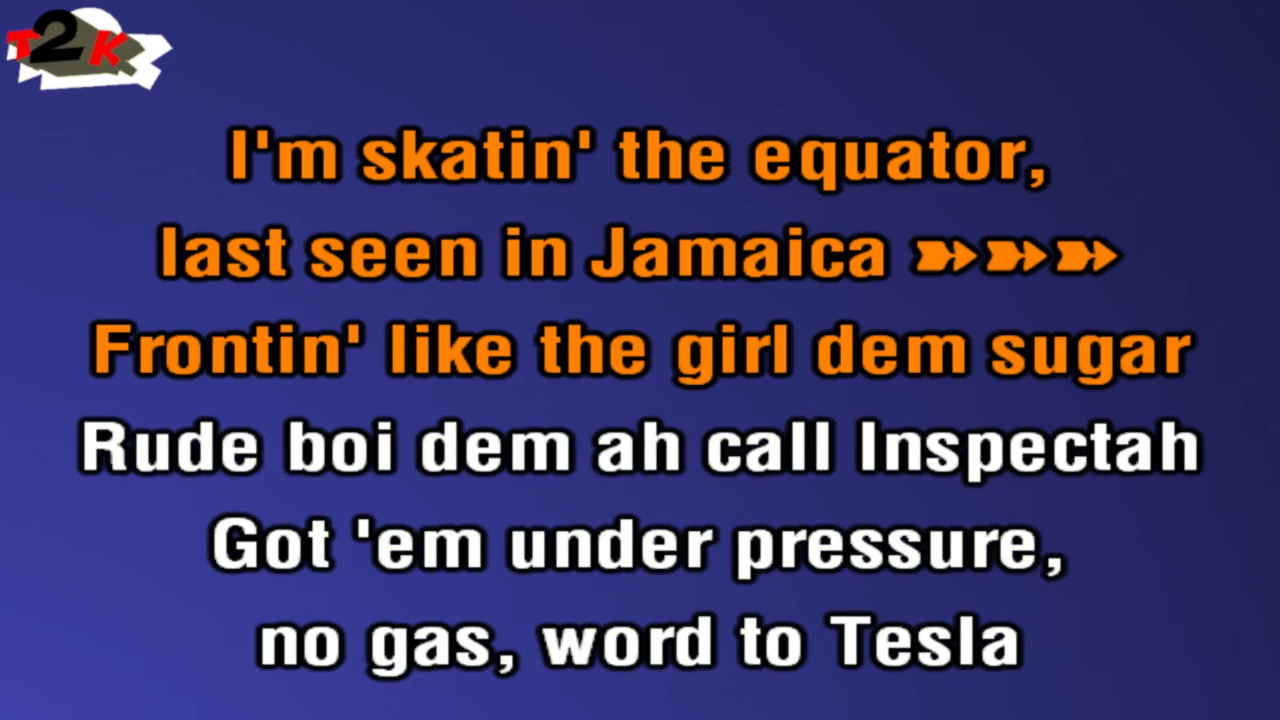 T2K
I'm skatin' the equator,
last seen in Jamaica ➽➽➽
Frontin' like the girl dem sugar
Rude boi dem ah call Inspectah
Got 'em under pressure,
no gas, word to Tesla